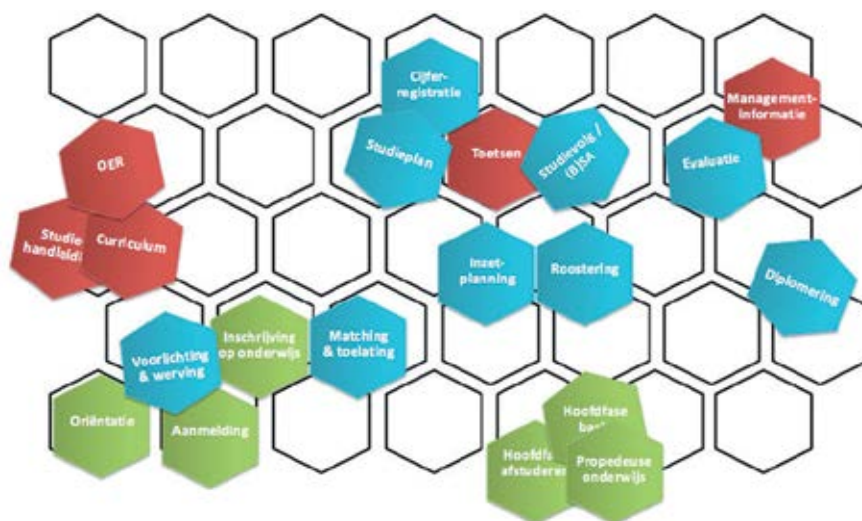 Cijfer-
registratie
Management-
informatie
Studieplan
Toetsen
Studievolg /
(B)SA
Evaluatie
OER
Studie
Curriculum
Inzet-
planning
Roostering
Diplomering
Voorlichting
& werving
Inschrijving
op onderwijs
Matching
& toelating
Oriëntatie
Aanmelding
Hoofdfase
Propedeuse
onderwijs